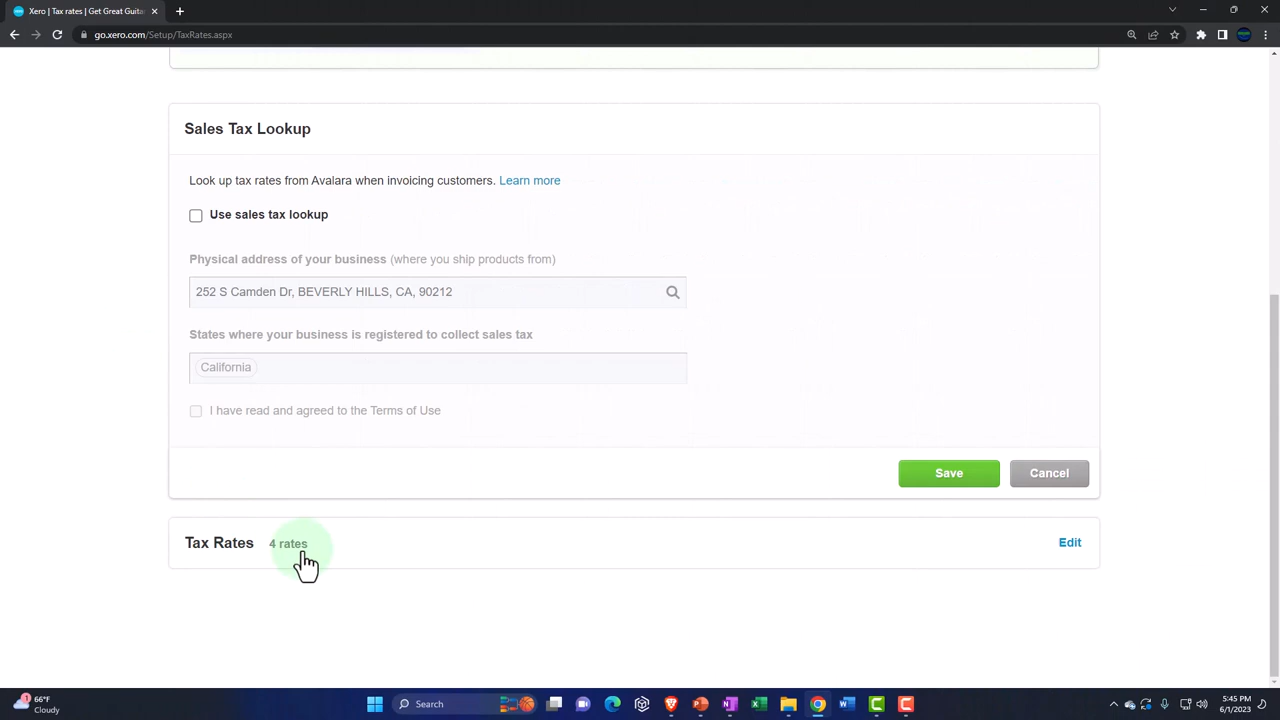 Xero | Tax rates | Get Great Guita
go.xero.com/Setup/TaxRates.aspx
Sales Tax Lookup
Look up tax rates from Avalara when invoicing customers. Learn more
Use sales tax lookup
Physical address of your business (where you ship products from)
252 S Camden Dr, BEVERLY HILLS, CA, 90212
States where your business is registered to collect sales tax
California
I have read and agreed to the Terms of Use
Save Cancel
Tax Rates 4 rates Edit
1
66°F
Cloudy
Search
5:45 PM
6/1/2023